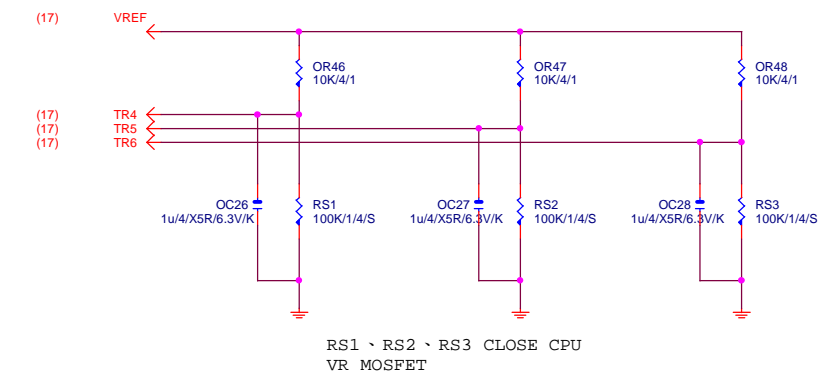 (17) VREF
OR46
10K/4/1
OR47
10K/4/1
OR48
10K/4/1
(17) TR4
(17) TR5
(17) TR6
OC26
1u/4/X5R/6.3V/K
RS1
100K/1/4/S
OC27
1u/4/X5R/6.3V/K
RS2
100K/1/4/S
OC28
1u/4/X5R/6.3V/K
RS3
100K/1/4/S
RS1、RS2、RS3 CLOSE CPU
VR MOSFET